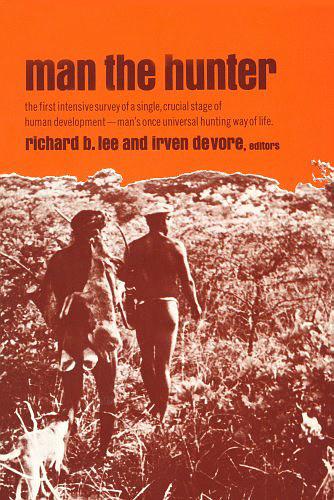 man the hunter
the first intensive survey of a single, crucial stage of
human development—man's once universal hunting way of life.
richard b. lee and irven devore, editors